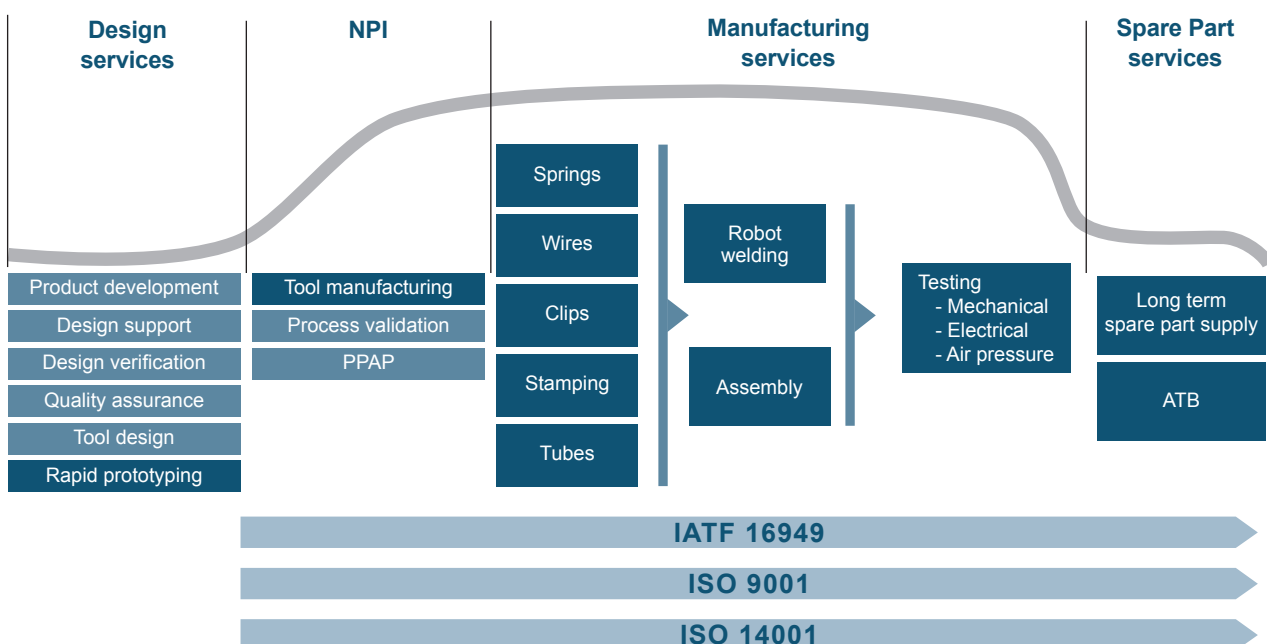 Design
services
NPI
Manufacturing
services
Spare Part
services
Product development
Design support
Design verification
Quality assurance
Tool design
Rapid prototyping
Tool manufacturing
Process validation
PPAP
Springs
Wires
Clips
Stamping
Tubes
Robot
welding
Assembly
Testing
- Mechanical
- Electrical
- Air pressure
Long term
spare part supply
ATB
IATF 16949
ISO 9001
ISO 14001